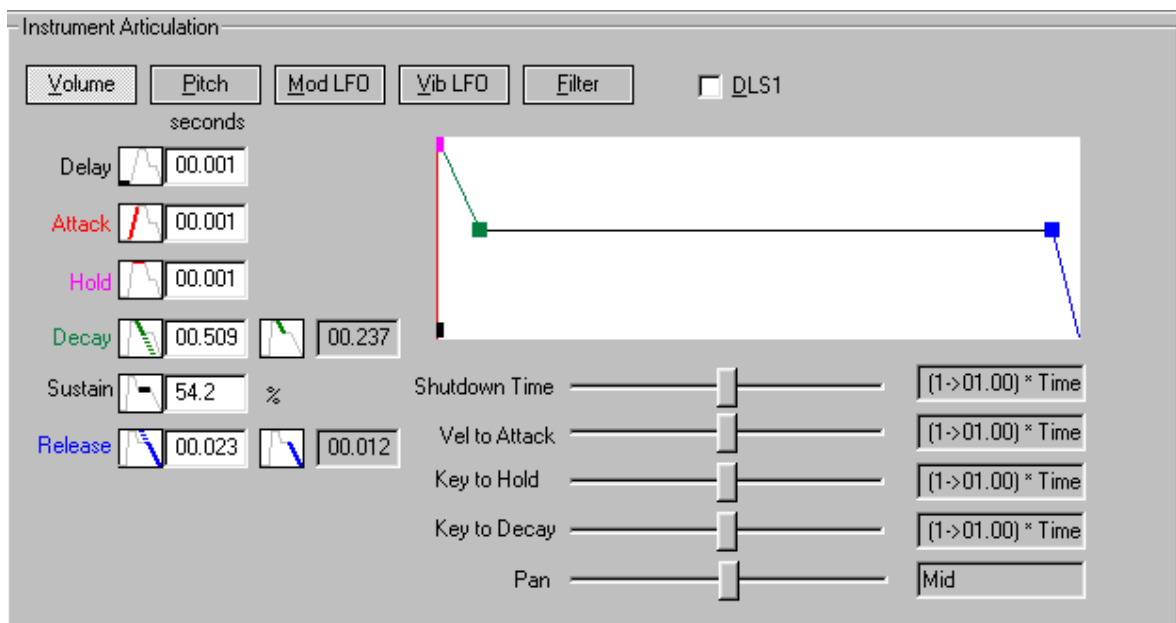 Instrument Articulation
Volume Pitch Mod LFO Vib LFO Filter DLS1
seconds
Delay 00.001
Attack 00.001
Hold 00.001
Decay 00.509 00.237
Sustain 54.2 %
Release 00.023 00.012
Shutdown Time (1->01.00) * Time
Vel to Attack (1->01.00) * Time
Key to Hold (1->01.00) * Time
Key to Decay (1->01.00) * Time
Pan Mid